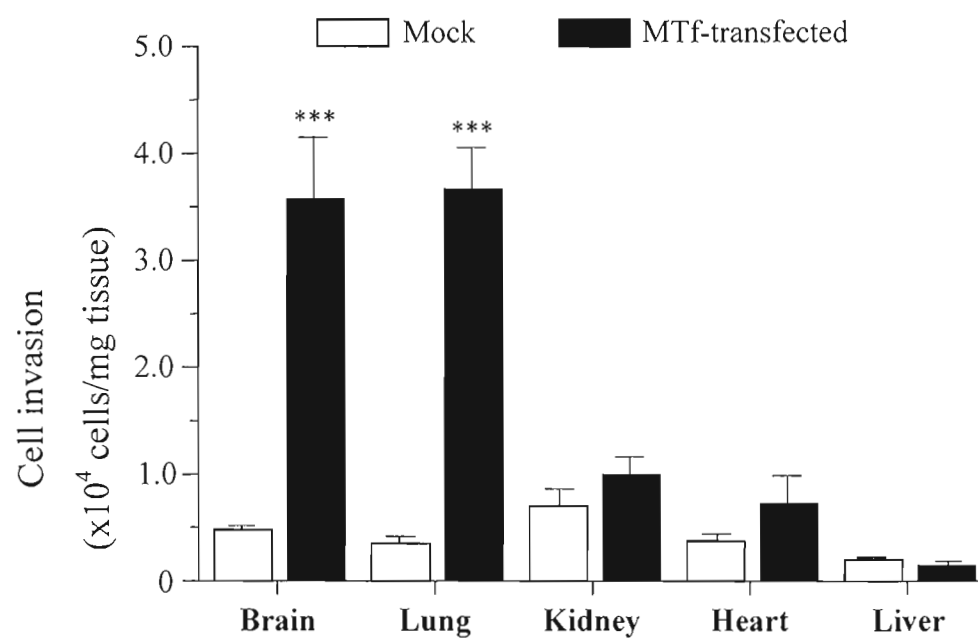 Mock MTf-transfected
5.0
4.0
3.0
2.0
1.0
0
Cell invasion
(x10⁴ cells/mg tissue)
*** ***
Brain Lung Kidney Heart Liver